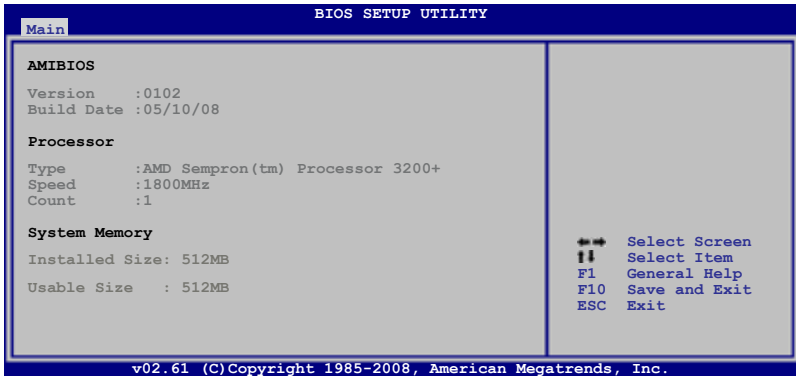 BIOS SETUP UTILITY
Main
AMIBIOS
Version :0102
Build Date :05/10/08
Processor
Type :AMD Sempron(tm) Processor 3200+
Speed :1800MHz
Count :1
System Memory
Installed Size: 512MB
Usable Size : 512MB
←→ Select Screen
↑↓ Select Item
F1 General Help
F10 Save and Exit
ESC Exit
v02.61 (C)Copyright 1985-2008, American Megatrends, Inc.